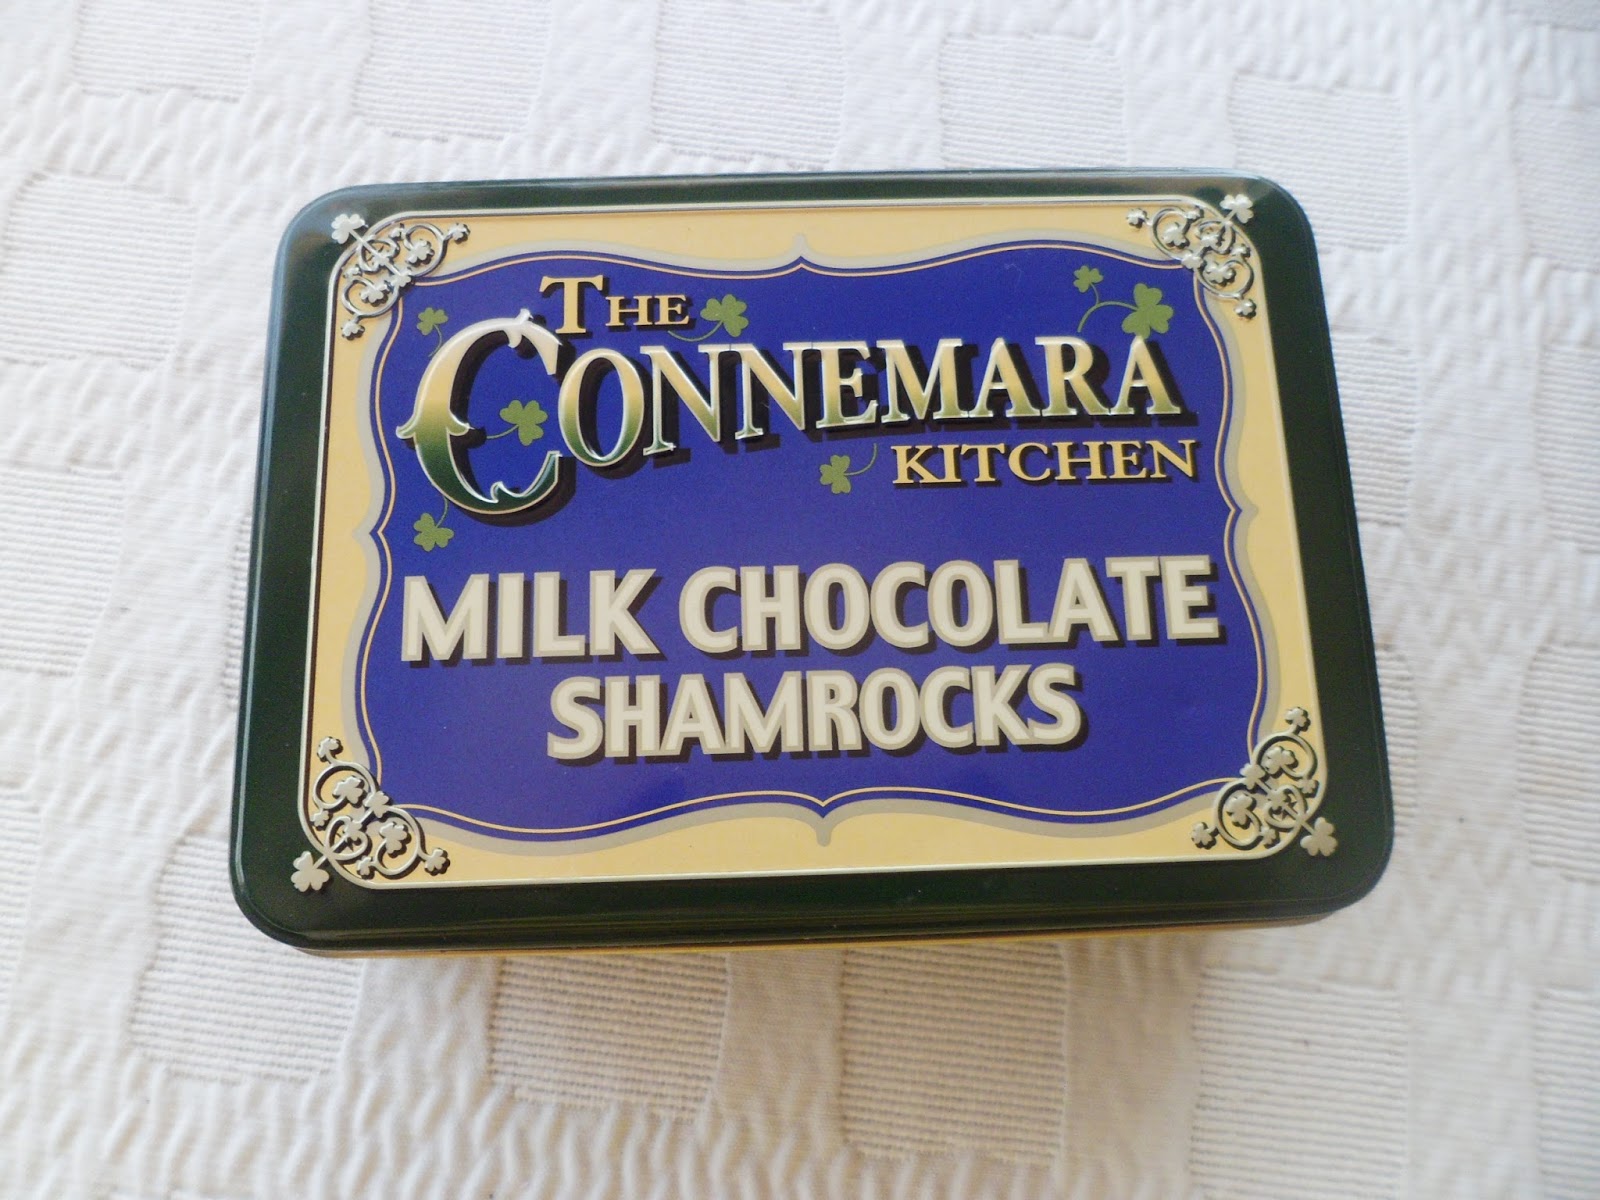 THE
CONNEMARA
KITCHEN
MILK CHOCOLATE
SHAMROCKS